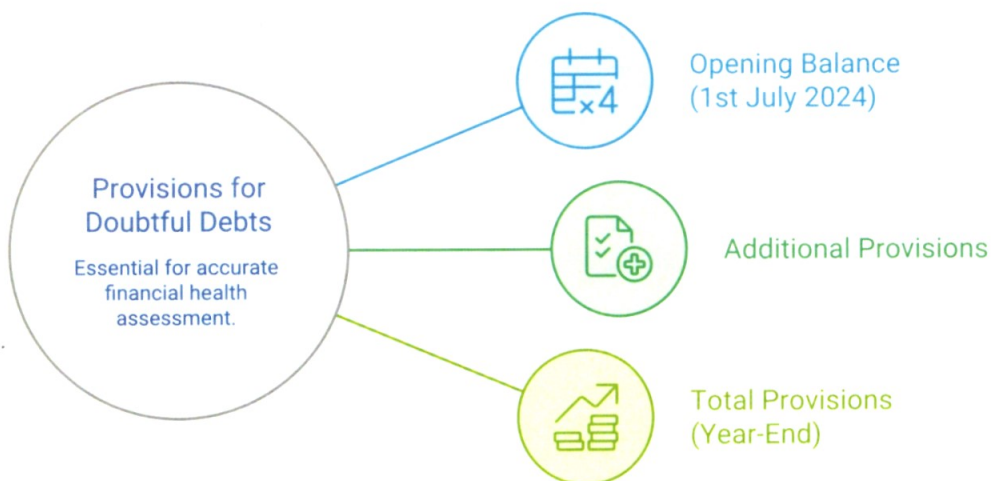 Provisions for
Doubtful Debts
Essential for accurate
financial health
assessment.
x4
Opening Balance
(1st July 2024)
Additional Provisions
Total Provisions
(Year-End)